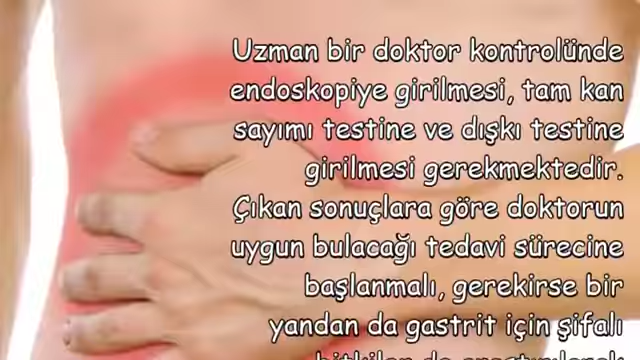 Uzman bir doktor kontrolünde
endoskopiye girilmesi, tam kan
sayımı testine ve dışkı testine
girilmesi gerekmektedir.
Çıkan sonuçlara göre doktorun
uygun bulacağı tedavi sürecine
başlanmalı, gerekirse bir
yandan da gastrit için şifalı